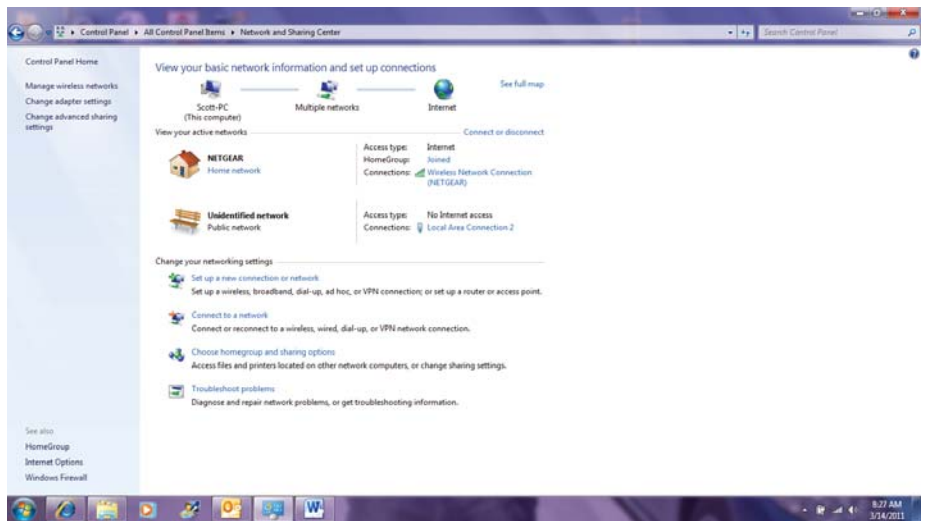 Control Panel ▸ All Control Panel Items ▸ Network and Sharing Center
Search Control Panel
Control Panel Home
Manage wireless networks
Change adapter settings
Change advanced sharing
settings
View your basic network information and set up connections
See full map
Scott-PC
(This computer)
Multiple networks
Internet
View your active networks
Connect or disconnect
NETGEAR
Home network
Access type: Internet
HomeGroup: Joined
Connections: Wireless Network Connection
(NETGEAR)
Unidentified network
Public network
Access type: No Internet access
Connections: Local Area Connection 2
Change your networking settings
Set up a new connection or network
Set up a wireless, broadband, dial-up, ad hoc, or VPN connection; or set up a router or access point.
Connect to a network
Connect or reconnect to a wireless, wired, dial-up, or VPN network connection.
Choose homegroup and sharing options
Access files and printers located on other network computers, or change sharing settings.
Troubleshoot problems
Diagnose and repair network problems, or get troubleshooting information.
See also
HomeGroup
Internet Options
Windows Firewall
8:27 AM
3/14/2011